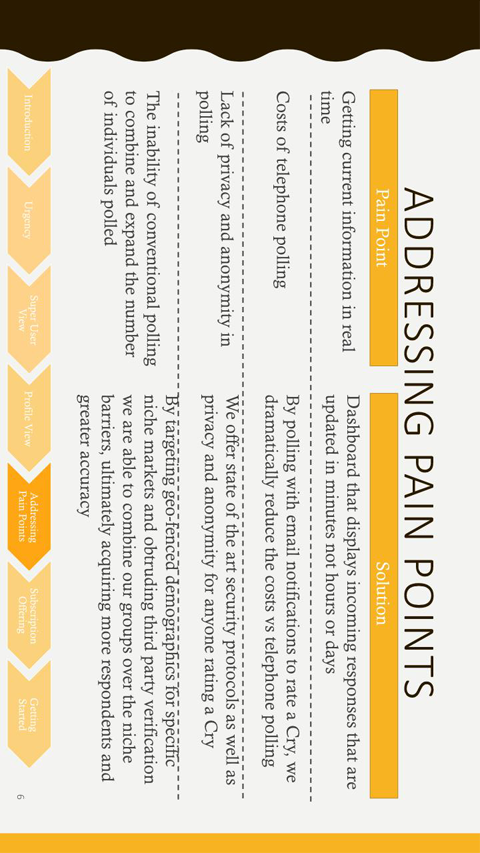 ADDRESSING PAIN POINTS
Pain Point
Solution
Getting current information in real
time
Dashboard that displays incoming responses that are
updated in minutes not hours or days
Costs of telephone polling
By polling with email notifications to rate a Cry, we
dramatically reduce the costs vs telephone polling
Lack of privacy and anonymity in
polling
We offer state of the art security protocols as well as
privacy and anonymity for anyone rating a Cry
The inability of conventional polling
to combine and expand the number
of individuals polled
By targeting geo-fenced demographics for specific
niche markets and obtruding third party verification
we are able to combine our groups over the niche
barriers, ultimately acquiring more respondents and
greater accuracy
Introduction
Urgency
Super User
View
Profile View
Addressing
Pain Points
Subscription
Offering
Getting
Started
6